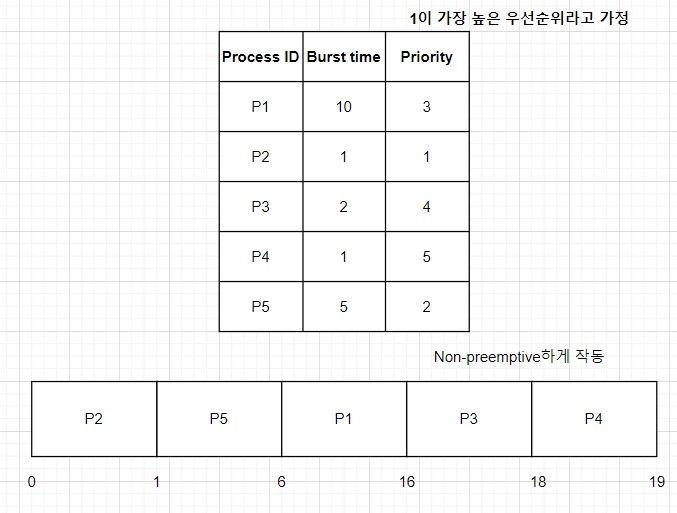 1이 가장 높은 우선순위라고 가정
Process ID Burst time Priority
P1 10 3
P2 1 1
P3 2 4
P4 1 5
P5 5 2
Non-preemptive하게 작동
P2 P5 P1 P3 P4
0 1 6 16 18 19